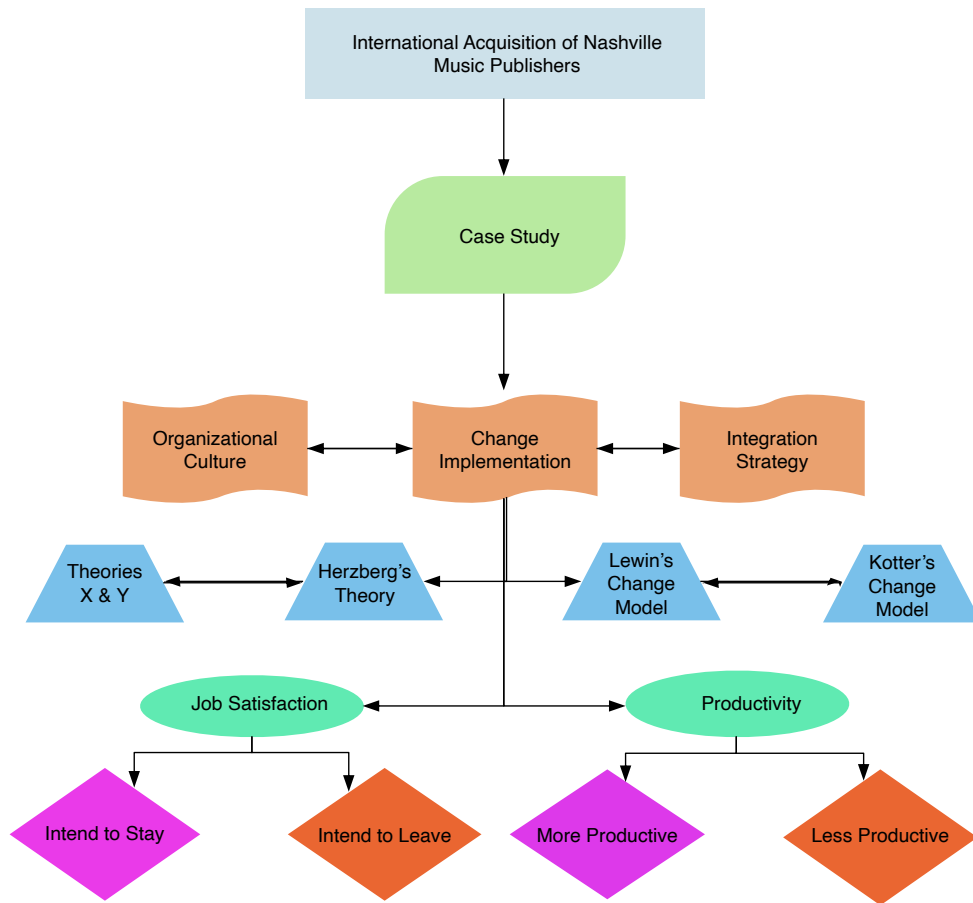 International Acquisition of Nashville
Music Publishers
Case Study
Organizational
Culture
Change
Implementation
Integration
Strategy
Theories
X & Y
Herzberg’s
Theory
Lewin’s
Change
Model
Kotter’s
Change
Model
Job Satisfaction
Productivity
Intend to Stay
Intend to Leave
More Productive
Less Productive